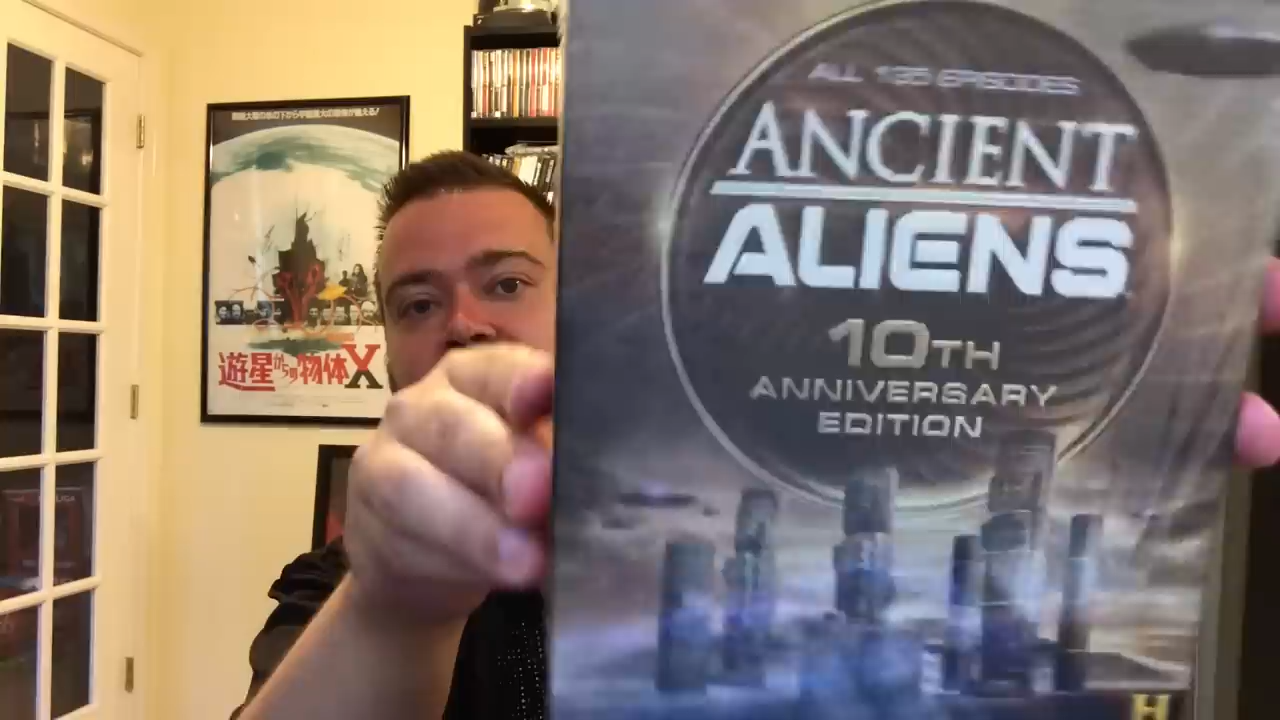 遊星からの物体X
ALL 135 EPISODES
ANCIENT
ALIENS
10TH
ANNIVERSARY
EDITION
H